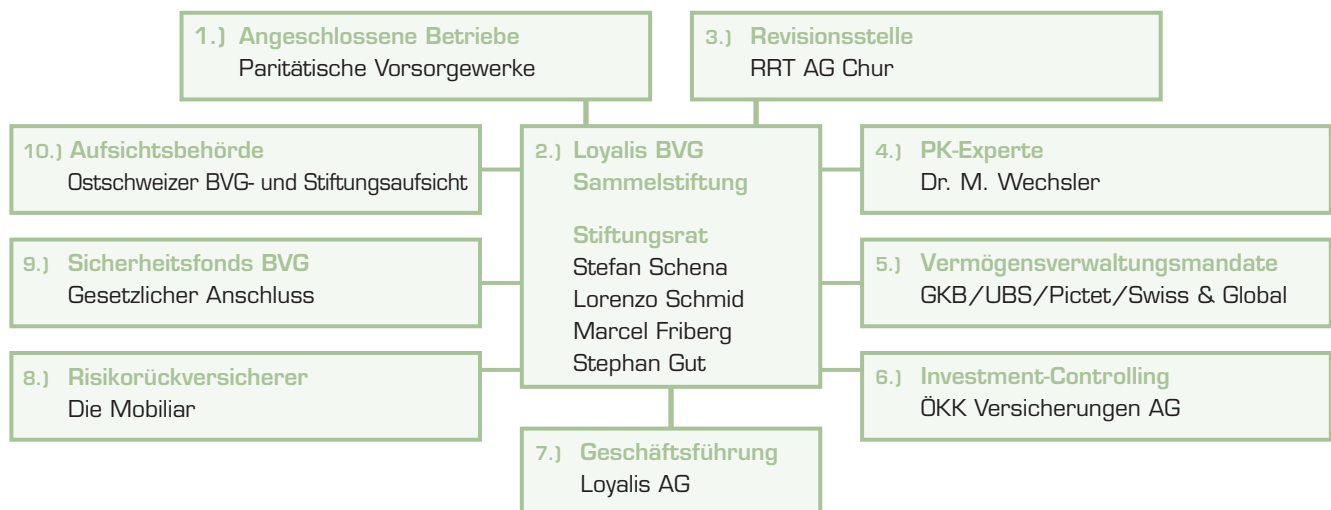 1.) Angeschlossene Betriebe
Paritätische Vorsorgewerke
3.) Revisionsstelle
RRT AG Chur
10.) Aufsichtsbehörde
Ostschweizer BVG- und Stiftungsaufsicht
2.) Loyalis BVG
Sammelstiftung
Stiftungsrat
Stefan Schena
Lorenzo Schmid
Marcel Friberg
Stephan Gut
4.) PK-Experte
Dr. M. Wechsler
9.) Sicherheitsfonds BVG
Gesetzlicher Anschluss
5.) Vermögensverwaltungsmandate
GKB/UBS/Pictet/Swiss & Global
8.) Risikorückversicherer
Die Mobiliar
6.) Investment-Controlling
ÖKK Versicherungen AG
7.) Geschäftsführung
Loyalis AG